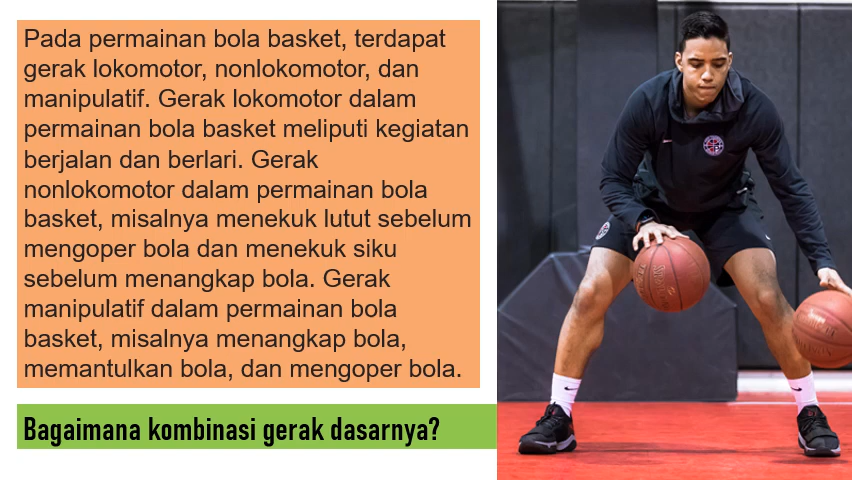 Pada permainan bola basket, terdapat
gerak lokomotor, nonlokomotor, dan
manipulatif. Gerak lokomotor dalam
permainan bola basket meliputi kegiatan
berjalan dan berlari. Gerak
nonlokomotor dalam permainan bola
basket, misalnya menekuk lutut sebelum
mengoper bola dan menekuk siku
sebelum menangkap bola. Gerak
manipulatif dalam permainan bola
basket, misalnya menangkap bola,
memantulkan bola, dan mengoper bola.
Bagaimana kombinasi gerak dasarnya?